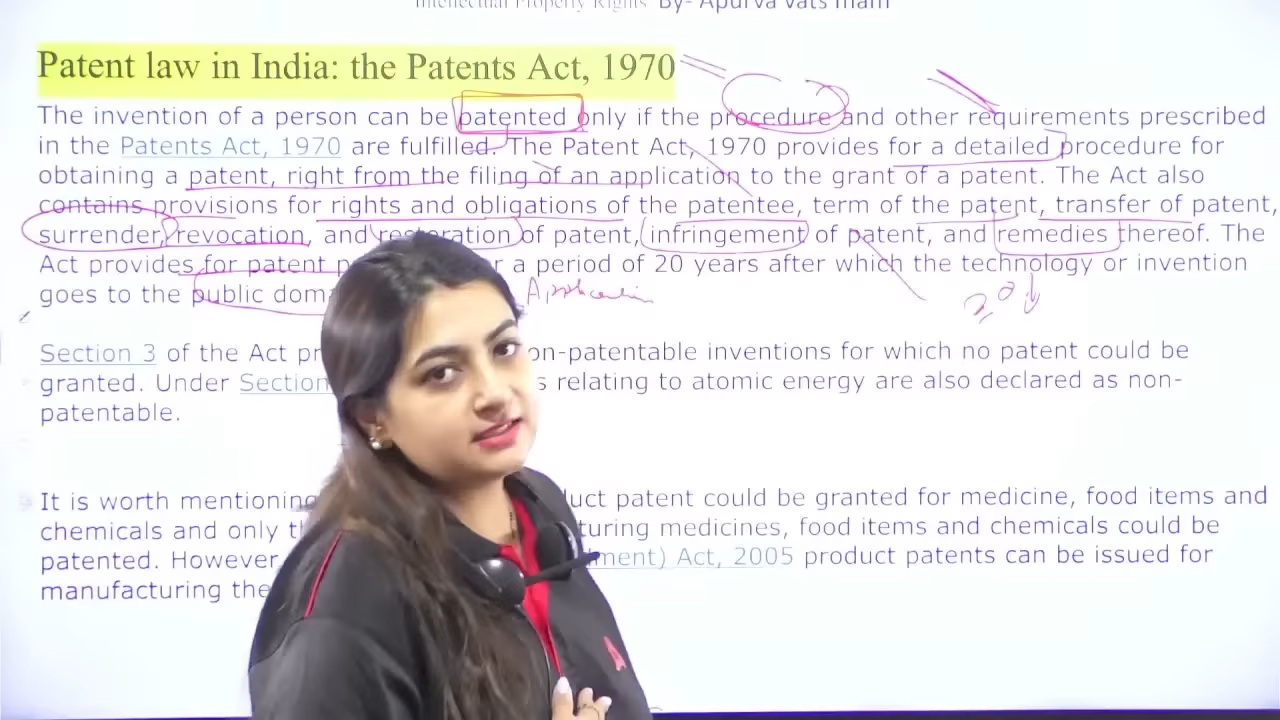 Intellectual Property Rights By- Apurva Vats mam
Patent law in India: the Patents Act, 1970
The invention of a person can be patented only if the procedure and other requirements prescribed
in the Patents Act, 1970 are fulfilled. The Patent Act, 1970 provides for a detailed procedure for
obtaining a patent, right from the filing of an application to the grant of a patent. The Act also
contains provisions for rights and obligations of the patentee, term of the patent, transfer of patent,
surrender, revocation, and restoration of patent, infringement of patent, and remedies thereof. The
Act provides for patent a period of 20 years after which the technology or invention
goes to the public
20
Section 3 of the Act on-patentable inventions for which no patent could be
granted. Under Section relating to atomic energy are also declared as non-
patentable.
It is worth mentioning uct patent could be granted for medicine, food items and
chemicals and only turing medicines, food items and chemicals could be
patented. However ment) Act, 2005 product patents can be issued for
manufacturing the
A